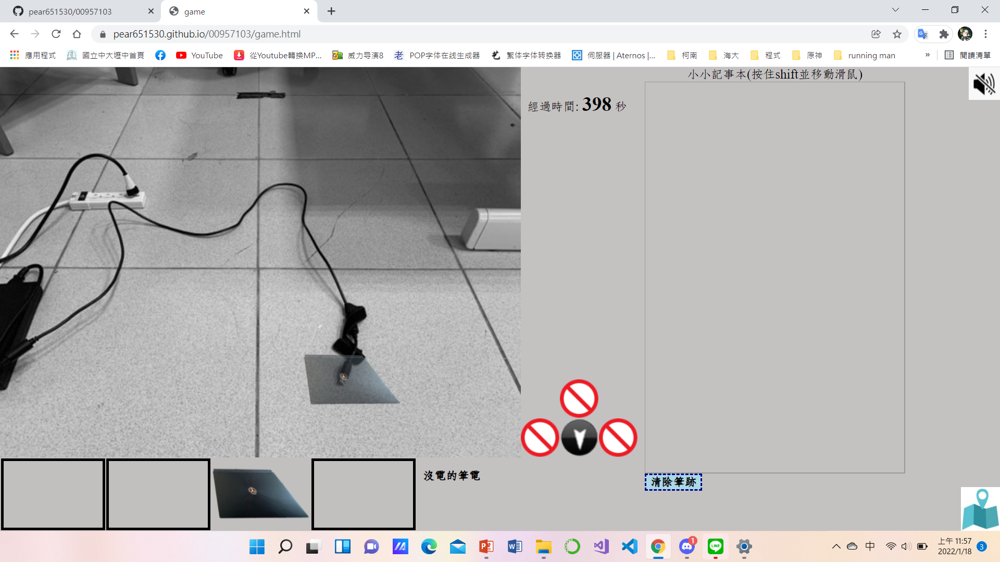 pear651530/00957103
game
pear651530.github.io/00957103/game.html
應用程式
國立中大壢中首頁
YouTube
從Youtube轉換MP...
威力导演8
POP字体在线生成器
繁体字体转换器
伺服器 | Aternos |...
柯南
海大
程式
原神
running man
»
閱讀清單
小小記事本(按住shift並移動滑鼠)
經過時間: 398 秒
沒電的筆電
清除筆跡
中
上午 11:57
2022/1/18
3
1
LINE